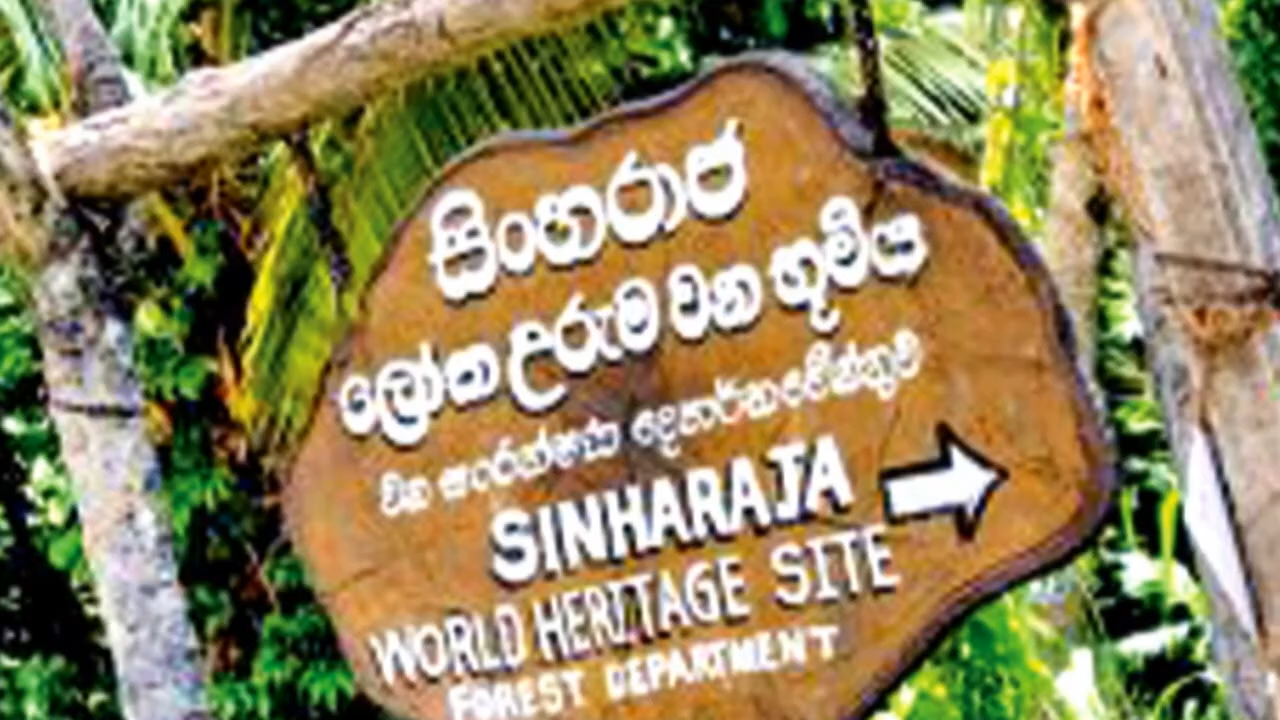 සිංහරාජ
ලෝක උරුම වන භූමිය
වන සංරක්ෂණ දෙපාර්තමේන්තුව
SINHARAJA
WORLD HERITAGE SITE
FOREST DEPARTMENT